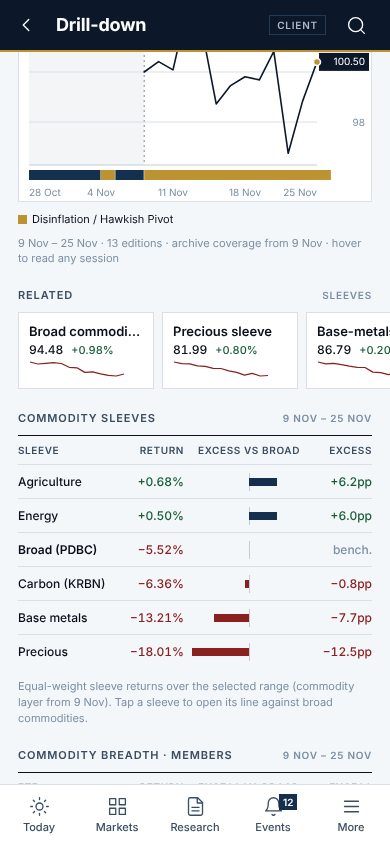 Drill-down
CLIENT
100.50
98
28 Oct 4 Nov 11 Nov 18 Nov 25 Nov
Disinflation / Hawkish Pivot
9 Nov – 25 Nov · 13 editions · archive coverage from 9 Nov · hover
to read any session
RELATED SLEEVES
Broad commodi… Precious sleeve Base-metals
94.48 +0.98% 81.99 +0.80% 86.79 +0.20
COMMODITY SLEEVES 9 NOV – 25 NOV
SLEEVE RETURN EXCESS VS BROAD EXCESS
Agriculture +0.68% +6.2pp
Energy +0.50% +6.0pp
Broad (PDBC) −5.52% bench.
Carbon (KRBN) −6.36% −0.8pp
Base metals −13.21% −7.7pp
Precious −18.01% −12.5pp
Equal-weight sleeve returns over the selected range (commodity
layer from 9 Nov). Tap a sleeve to open its line against broad
commodities.
COMMODITY BREADTH · MEMBERS 9 NOV – 25 NOV
12
Today Markets Research Events More